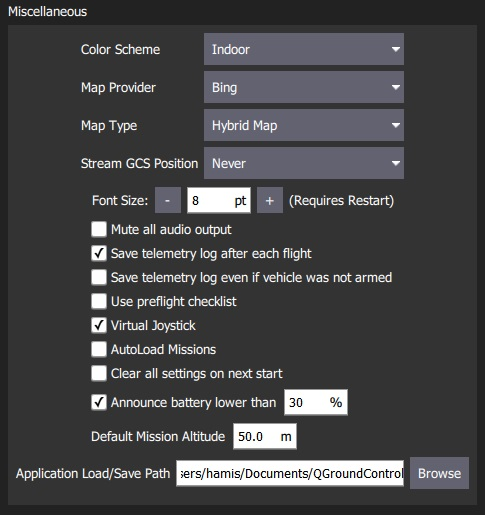 Miscellaneous
Color Scheme Indoor
Map Provider Bing
Map Type Hybrid Map
Stream GCS Position Never
Font Size: - 8 pt + (Requires Restart)
Mute all audio output
Save telemetry log after each flight
Save telemetry log even if vehicle was not armed
Use preflight checklist
Virtual Joystick
AutoLoad Missions
Clear all settings on next start
Announce battery lower than 30 %
Default Mission Altitude 50.0 m
Application Load/Save Path sers/hamis/Documents/QGroundControl Browse